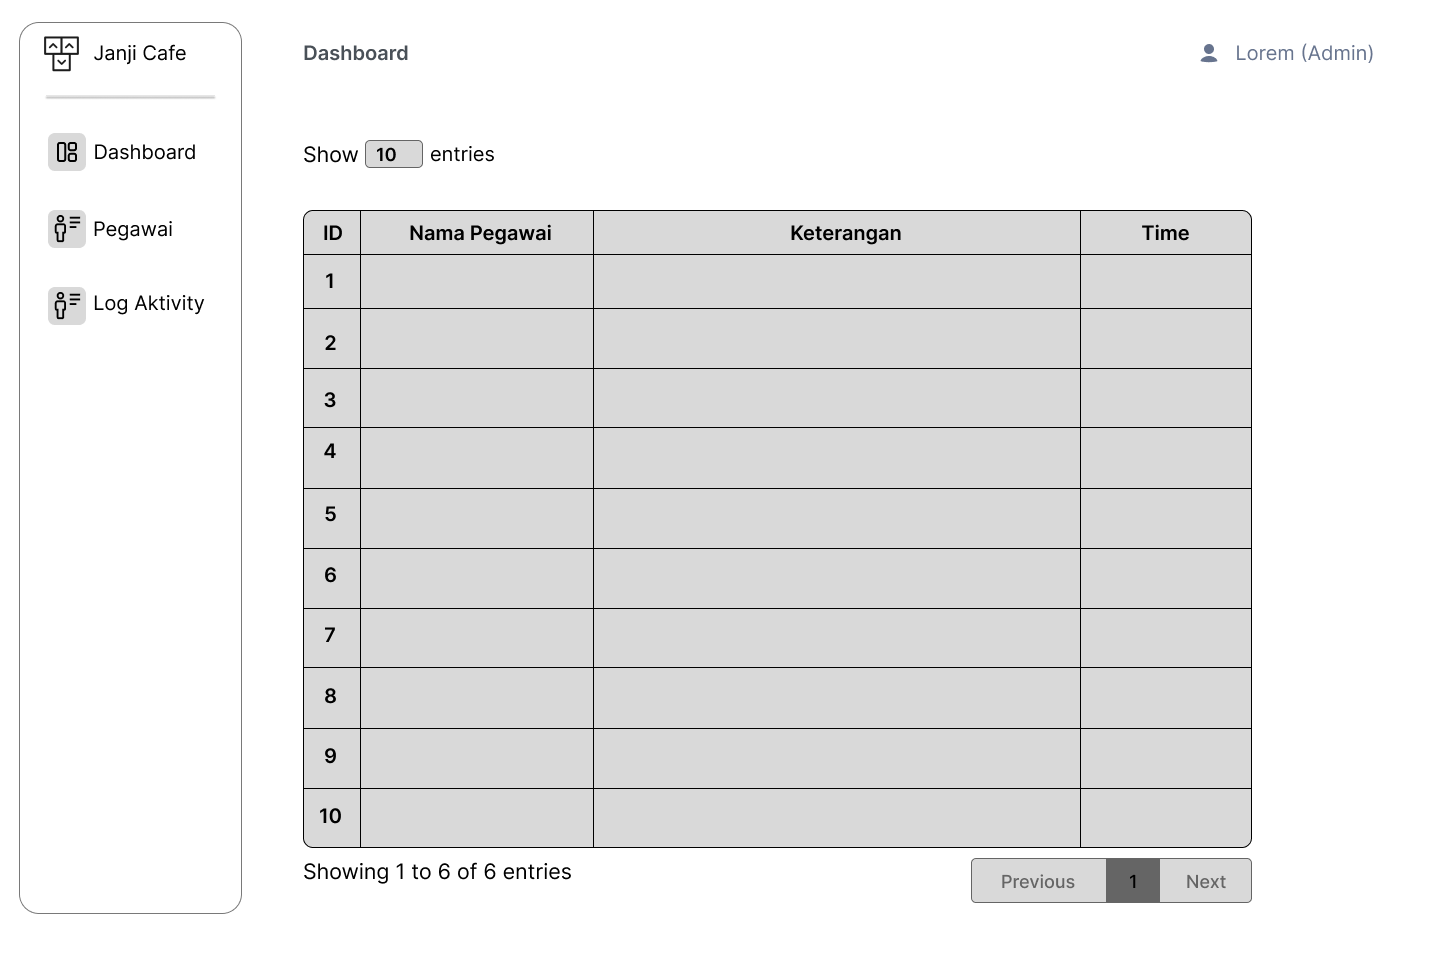 Janji Cafe
Dashboard
Pegawai
Log Aktivity
Dashboard
Lorem (Admin)
Show 10 entries
ID Nama Pegawai Keterangan Time
1
2
3
4
5
6
7
8
9
10
Showing 1 to 6 of 6 entries
Previous 1 Next